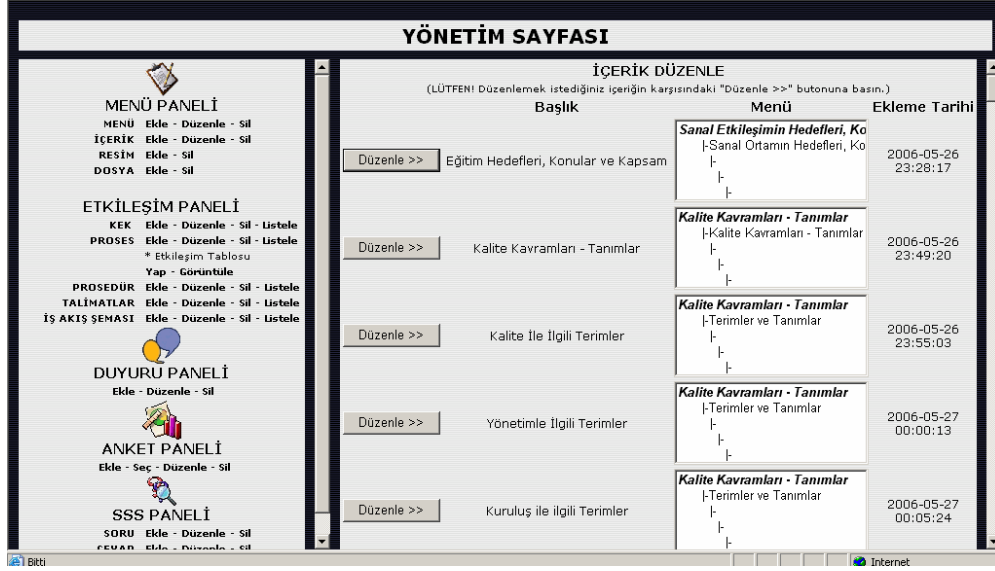 YÖNETİM SAYFASI
MENÜ PANELİ
MENÜ Ekle - Düzenle - Sil
İÇERİK Ekle - Düzenle - Sil
RESİM Ekle - Sil
DOSYA Ekle - Sil
ETKİLEŞİM PANELİ
KEK Ekle - Düzenle - Sil - Listele
PROSES Ekle - Düzenle - Sil - Listele
* Etkileşim Tablosu
Yap - Görüntüle
PROSEDÜR Ekle - Düzenle - Sil - Listele
TALİMATLAR Ekle - Düzenle - Sil - Listele
İŞ AKIŞ ŞEMASI Ekle - Düzenle - Sil - Listele
DUYURU PANELİ
Ekle - Düzenle - Sil
ANKET PANELİ
Ekle - Seç - Düzenle - Sil
SSS PANELİ
SORU Ekle - Düzenle - Sil
CEVAP Ekle - Düzenle - Sil
İÇERİK DÜZENLE
(LÜTFEN! Düzenlemek istediğiniz içeriğin karşısındaki "Düzenle >>" butonuna basın.)
Başlık Menü Ekleme Tarihi
Düzenle >> Eğitim Hedefleri, Konular ve Kapsam
Sanal Etkileşimin Hedefleri, Ko
|-Sanal Ortamın Hedefleri, Ko
|-
|-
|-
2006-05-26
23:28:17
Düzenle >> Kalite Kavramları - Tanımlar
Kalite Kavramları - Tanımlar
|-Kalite Kavramları - Tanımlar
|-
|-
|-
2006-05-26
23:49:20
Düzenle >> Kalite İle İlgili Terimler
Kalite Kavramları - Tanımlar
|-Terimler ve Tanımlar
|-
|-
|-
2006-05-26
23:55:03
Düzenle >> Yönetimle İlgili Terimler
Kalite Kavramları - Tanımlar
|-Terimler ve Tanımlar
|-
|-
|-
2006-05-27
00:00:13
Düzenle >> Kuruluş ile ilgili Terimler
Kalite Kavramları - Tanımlar
|-Terimler ve Tanımlar
|-
|-
|-
2006-05-27
00:05:24
Bitti Internet